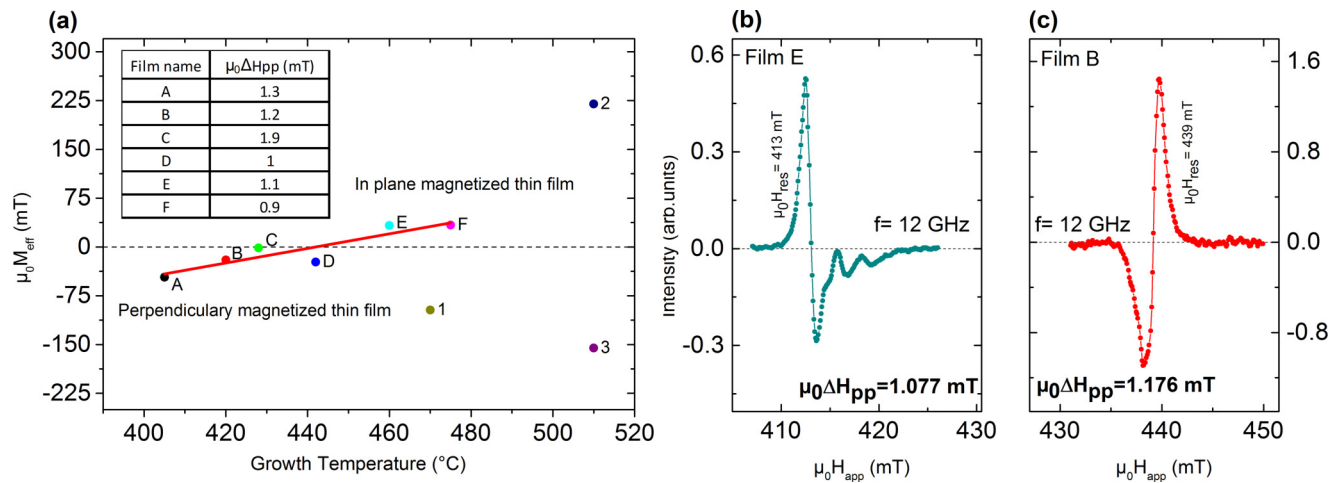 (a)
300
225
150
75
0
-75
-150
-225
μ₀Mₑff (mT)
Film name μ₀ΔHpp (mT)
A 1.3
B 1.2
C 1.9
D 1
E 1.1
F 0.9
2
In plane magnetized thin film
E
F
C
B
D
A
Perpendiculary magnetized thin film
1
3
400 420 440 460 480 500 520
Growth Temperature (°C)
(b)
Film E
0.6
0.3
0.0
-0.3
Intensity (arb.units)
μ₀Hres= 413 mT
f= 12 GHz
μ₀ΔHpp=1.077 mT
410 420 430
μ₀Happ (mT)
(c)
Film B
1.6
0.8
0.0
-0.8
μ₀Hres= 439 mT
f= 12 GHz
μ₀ΔHpp=1.176 mT
430 440 450
μ₀Happ (mT)